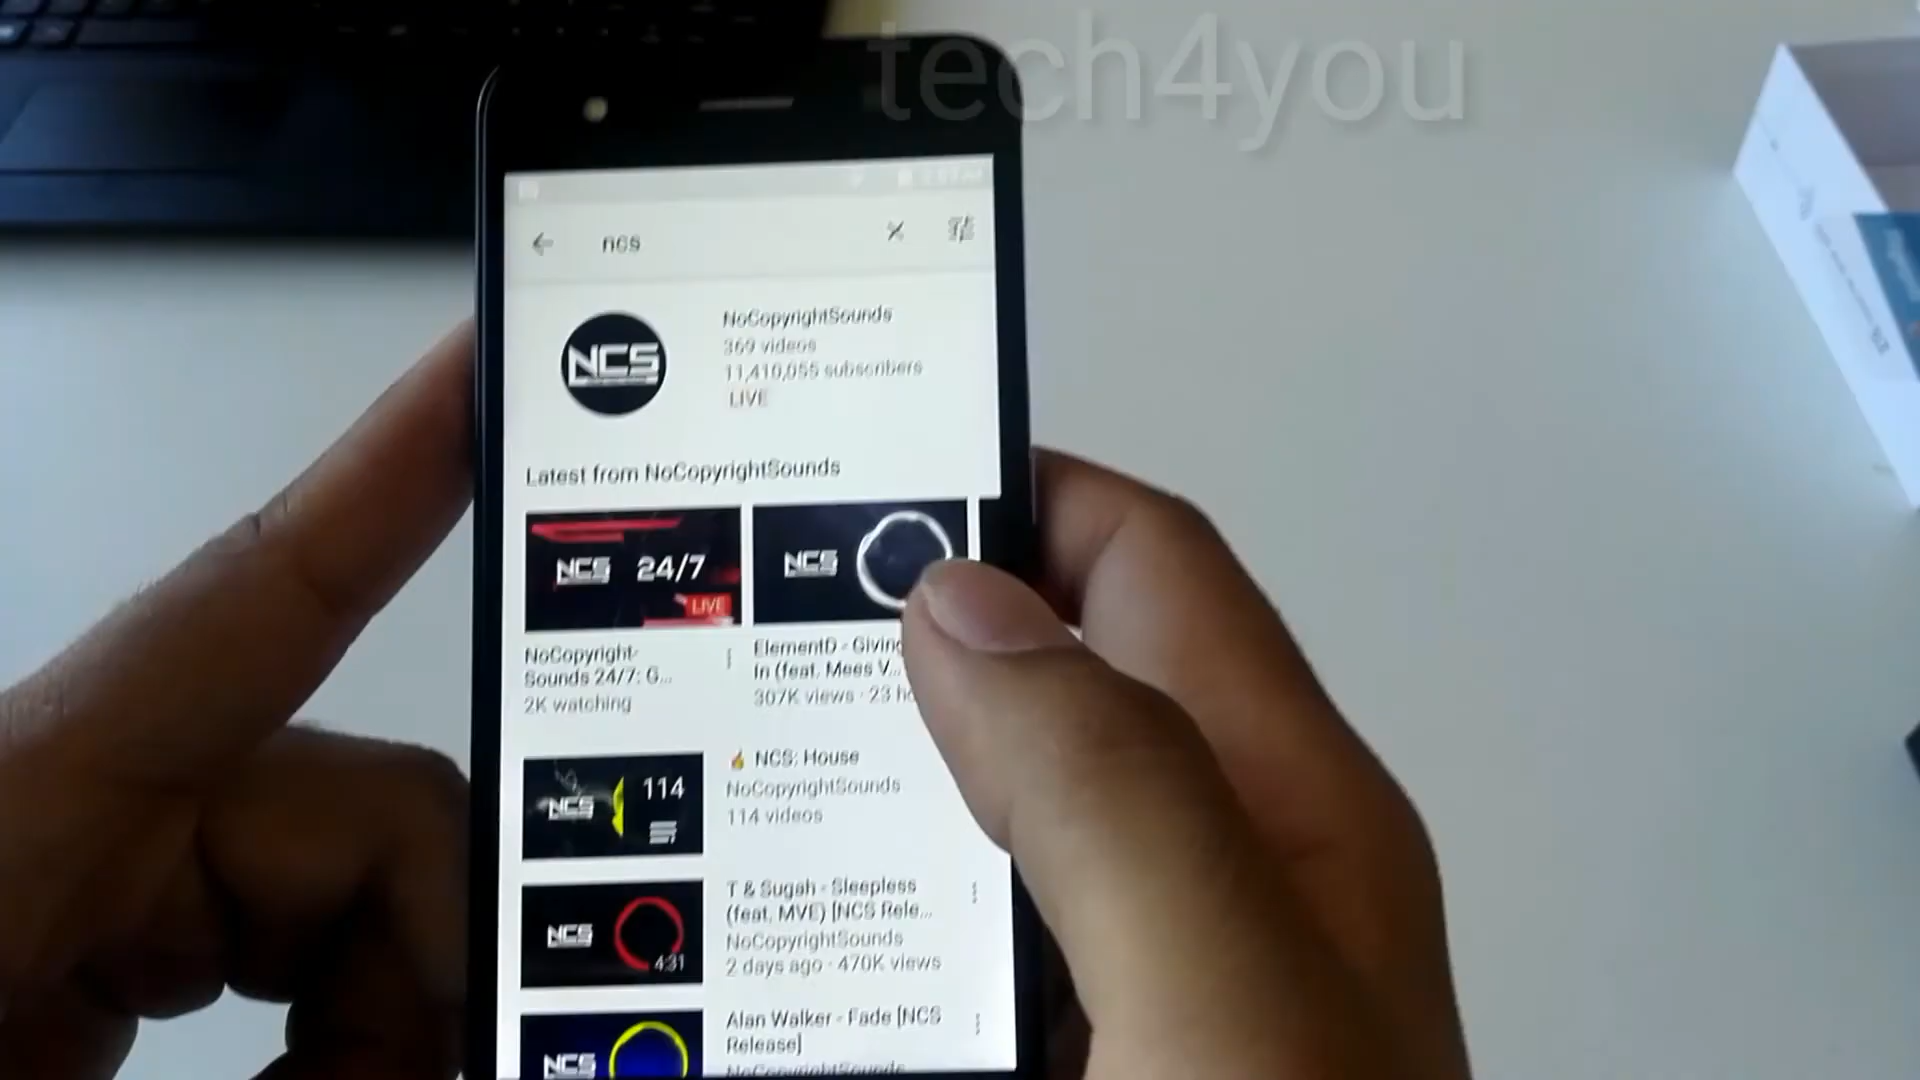 tech4you
ncs
NCS
NoCopyrightSounds
369 videos
11,410,055 subscribers
LIVE
Latest from NoCopyrightSounds
NCS 24/7
LIVE
NCS
NoCopyright-
Sounds 24/7: G...
2K watching
ElementD - Giving
In (feat. Mees V...
307K views · 23 ho
NCS 114
🔥 NCS: House
NoCopyrightSounds
114 videos
NCS
4:31
T & Sugah - Sleepless
(feat. MVE) [NCS Rele...
NoCopyrightSounds
2 days ago · 470K views
NCS
Alan Walker - Fade [NCS
Release]
NoCopyrightSounds